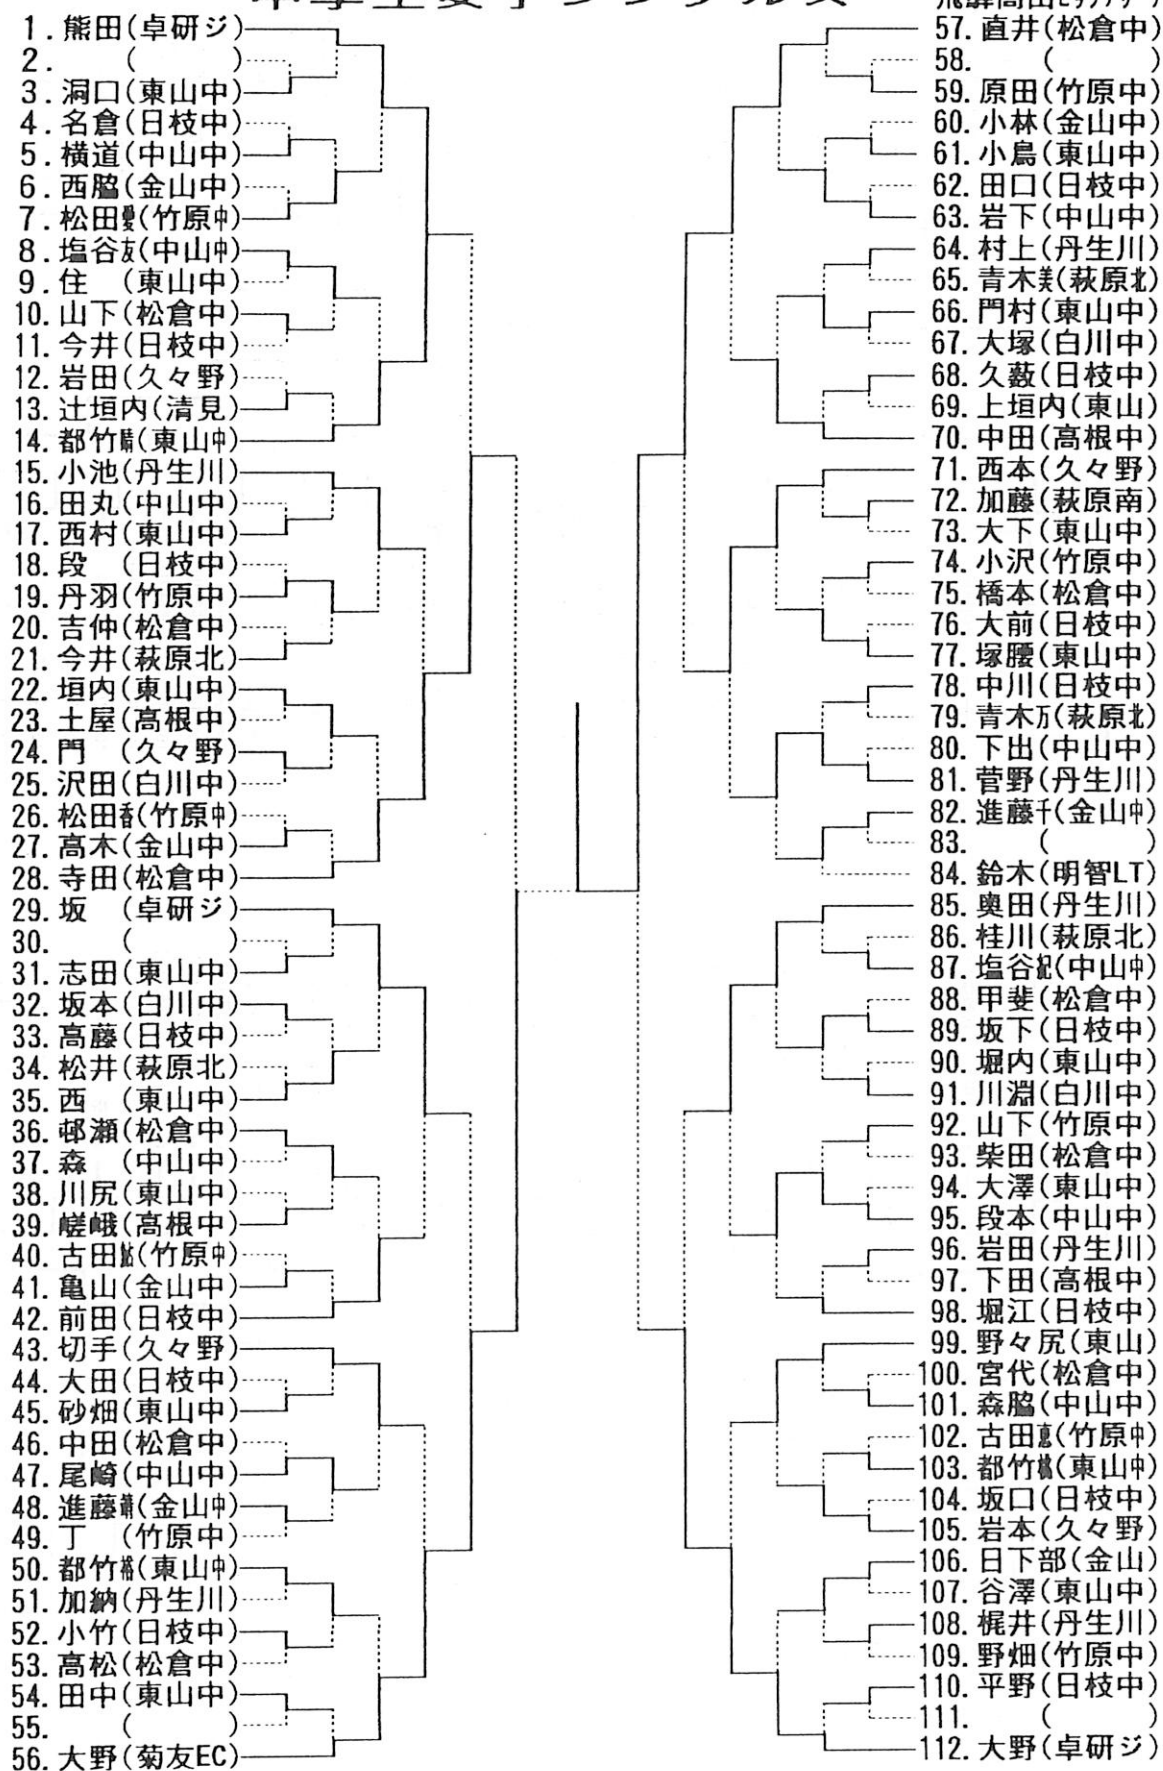 1. 熊田(卓研ジ)
2. (   )
3. 洞口(東山中)
4. 名倉(日枝中)
5. 横道(中山中)
6. 西脇(金山中)
7. 松田愛(竹原中)
8. 塩谷友(中山中)
9. 住 (東山中)
10. 山下(松倉中)
11. 今井(日枝中)
12. 岩田(久々野)
13. 辻垣内(清見)
14. 都竹(東山中)
15. 小池(丹生川)
16. 田丸(中山中)
17. 西村(東山中)
18. 段 (日枝中)
19. 丹羽(竹原中)
20. 吉仲(松倉中)
21. 今井(萩原北)
22. 垣内(東山中)
23. 土屋(高根中)
24. 門 (久々野)
25. 沢田(白川中)
26. 松田香(竹原中)
27. 高木(金山中)
28. 寺田(松倉中)
29. 坂 (卓研ジ)
30. (   )
31. 志田(東山中)
32. 坂本(白川中)
33. 高藤(日枝中)
34. 松井(萩原北)
35. 西 (東山中)
36. 邨瀬(松倉中)
37. 森 (中山中)
38. 川尻(東山中)
39. 嵯峨(高根中)
40. 古田(竹原中)
41. 亀山(金山中)
42. 前田(日枝中)
43. 切手(久々野)
44. 大田(日枝中)
45. 砂畑(東山中)
46. 中田(松倉中)
47. 尾崎(中山中)
48. 進藤(金山中)
49. 丁 (竹原中)
50. 都竹(東山中)
51. 加納(丹生川)
52. 小竹(日枝中)
53. 高松(松倉中)
54. 田中(東山中)
55. (   )
56. 大野(菊友EC)
57. 直井(松倉中)
58. (   )
59. 原田(竹原中)
60. 小林(金山中)
61. 小鳥(東山中)
62. 田口(日枝中)
63. 岩下(中山中)
64. 村上(丹生川)
65. 青木美(萩原北)
66. 門村(東山中)
67. 大塚(白川中)
68. 久藪(日枝中)
69. 上垣内(東山)
70. 中田(高根中)
71. 西本(久々野)
72. 加藤(萩原南)
73. 大下(東山中)
74. 小沢(竹原中)
75. 橋本(松倉中)
76. 大前(日枝中)
77. 塚腰(東山中)
78. 中川(日枝中)
79. 青木万(萩原北)
80. 下出(中山中)
81. 菅野(丹生川)
82. 進藤千(金山中)
83. (   )
84. 鈴木(明智LT)
85. 奥田(丹生川)
86. 桂川(萩原北)
87. 塩谷紀(中山中)
88. 甲斐(松倉中)
89. 坂下(日枝中)
90. 堀内(東山中)
91. 川淵(白川中)
92. 山下(竹原中)
93. 柴田(松倉中)
94. 大澤(東山中)
95. 段本(中山中)
96. 岩田(丹生川)
97. 下田(高根中)
98. 堀江(日枝中)
99. 野々尻(東山)
100. 宮代(松倉中)
101. 森脇(中山中)
102. 古田恵(竹原中)
103. 都竹(東山中)
104. 坂口(日枝中)
105. 岩本(久々野)
106. 日下部(金山)
107. 谷澤(東山中)
108. 梶井(丹生川)
109. 野畑(竹原中)
110. 平野(日枝中)
111. (   )
112. 大野(卓研ジ)